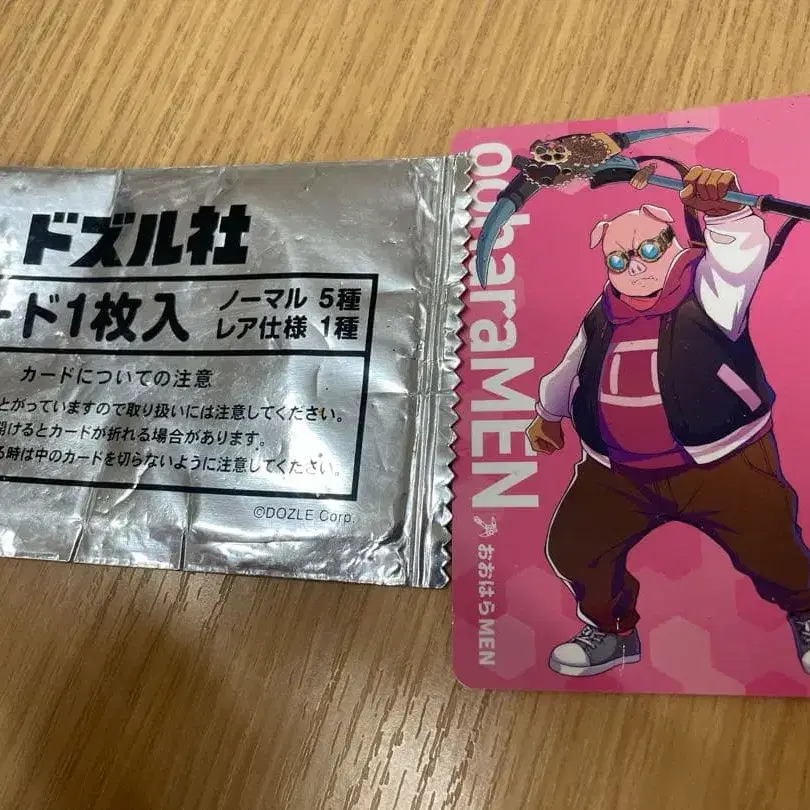 ドズル社
ード1枚入
ノーマル 5種
レア仕様 1種
カードについての注意
とがっていますので取り扱いには注意してください。
開けるとカードが折れる場合があります。
る時は中のカードを切らないように注意してください。
©DOZLE Corp.
ooharaMEN
おおはらMEN